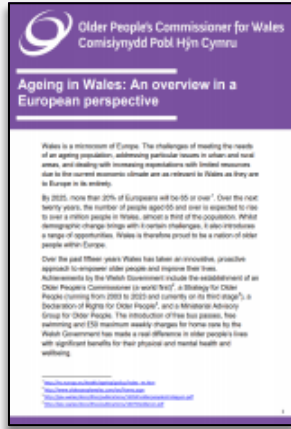 Older People's Commissioner for Wales
Comisiynydd Pobl Hŷn Cymru
Ageing in Wales: An overview in a
European perspective
Wales is a microcosm of Europe. The challenges of meeting the needs
of an ageing population, addressing particular issues in urban and rural
areas, and dealing with increasing expectations with limited resources
due to the current economic climate are as relevant to Wales as they are
to Europe in its entirety.
By 2025, more than 20% of Europeans will be 65 or over¹. Over the next
twenty years, the number of people aged 65 and over is expected to rise
to over a million people in Wales, almost a third of the population. Whilst
demographic change brings with it certain challenges, it also introduces
a range of opportunities. Wales is therefore proud to be a nation of older
people within Europe.
Over the past fifteen years Wales has taken an innovative, proactive
approach to empower older people and improve their lives.
Achievements by the Welsh Government include the establishment of an
Older People's Commissioner (a world first)², a Strategy for Older
People (running from 2003 to 2023 and currently on its third stage³), a
Declaration of Rights for Older People⁴, and a Ministerial Advisory
Group for Older People. The introduction of free bus passes, free
swimming and £50 maximum weekly charges for home care by the
Welsh Government has made a real difference in older people's lives
with significant benefits for their physical and mental health and
wellbeing.